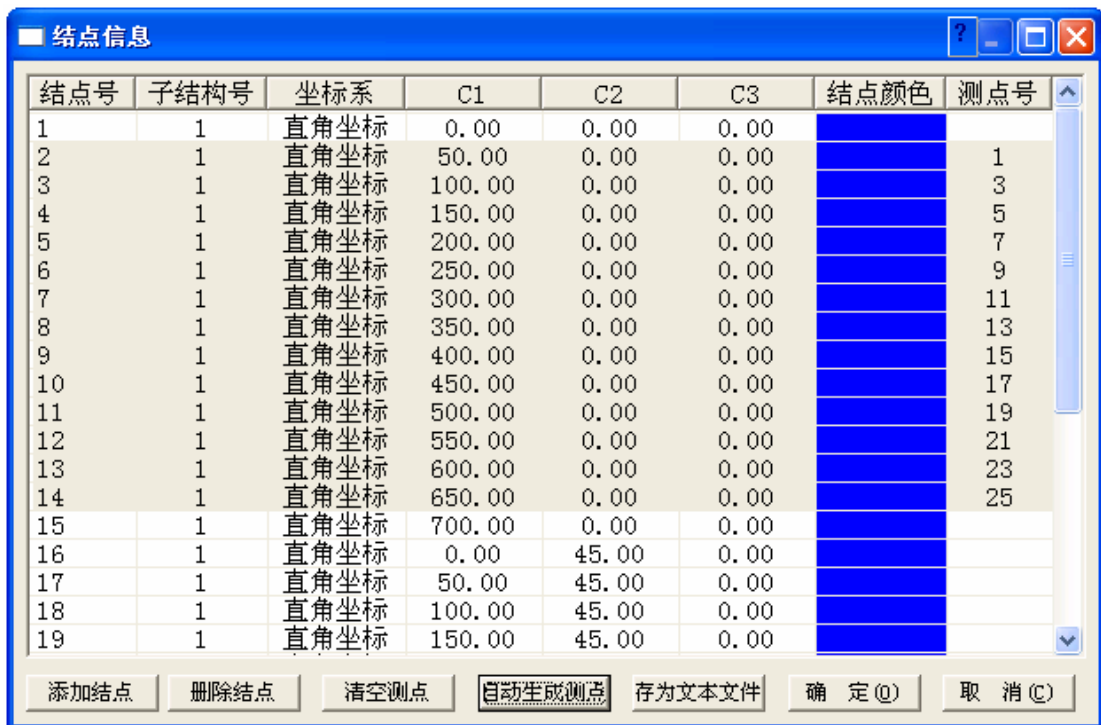 结点信息
结点号 子结构号 坐标系 C1 C2 C3 结点颜色 测点号
1 1 直角坐标 0.00 0.00 0.00
2 1 直角坐标 50.00 0.00 0.00 1
3 1 直角坐标 100.00 0.00 0.00 3
4 1 直角坐标 150.00 0.00 0.00 5
5 1 直角坐标 200.00 0.00 0.00 7
6 1 直角坐标 250.00 0.00 0.00 9
7 1 直角坐标 300.00 0.00 0.00 11
8 1 直角坐标 350.00 0.00 0.00 13
9 1 直角坐标 400.00 0.00 0.00 15
10 1 直角坐标 450.00 0.00 0.00 17
11 1 直角坐标 500.00 0.00 0.00 19
12 1 直角坐标 550.00 0.00 0.00 21
13 1 直角坐标 600.00 0.00 0.00 23
14 1 直角坐标 650.00 0.00 0.00 25
15 1 直角坐标 700.00 0.00 0.00
16 1 直角坐标 0.00 45.00 0.00
17 1 直角坐标 50.00 45.00 0.00
18 1 直角坐标 100.00 45.00 0.00
19 1 直角坐标 150.00 45.00 0.00
添加结点 删除结点 清空测点 自动生成测点 存为文本文件 确 定(O) 取 消(C)